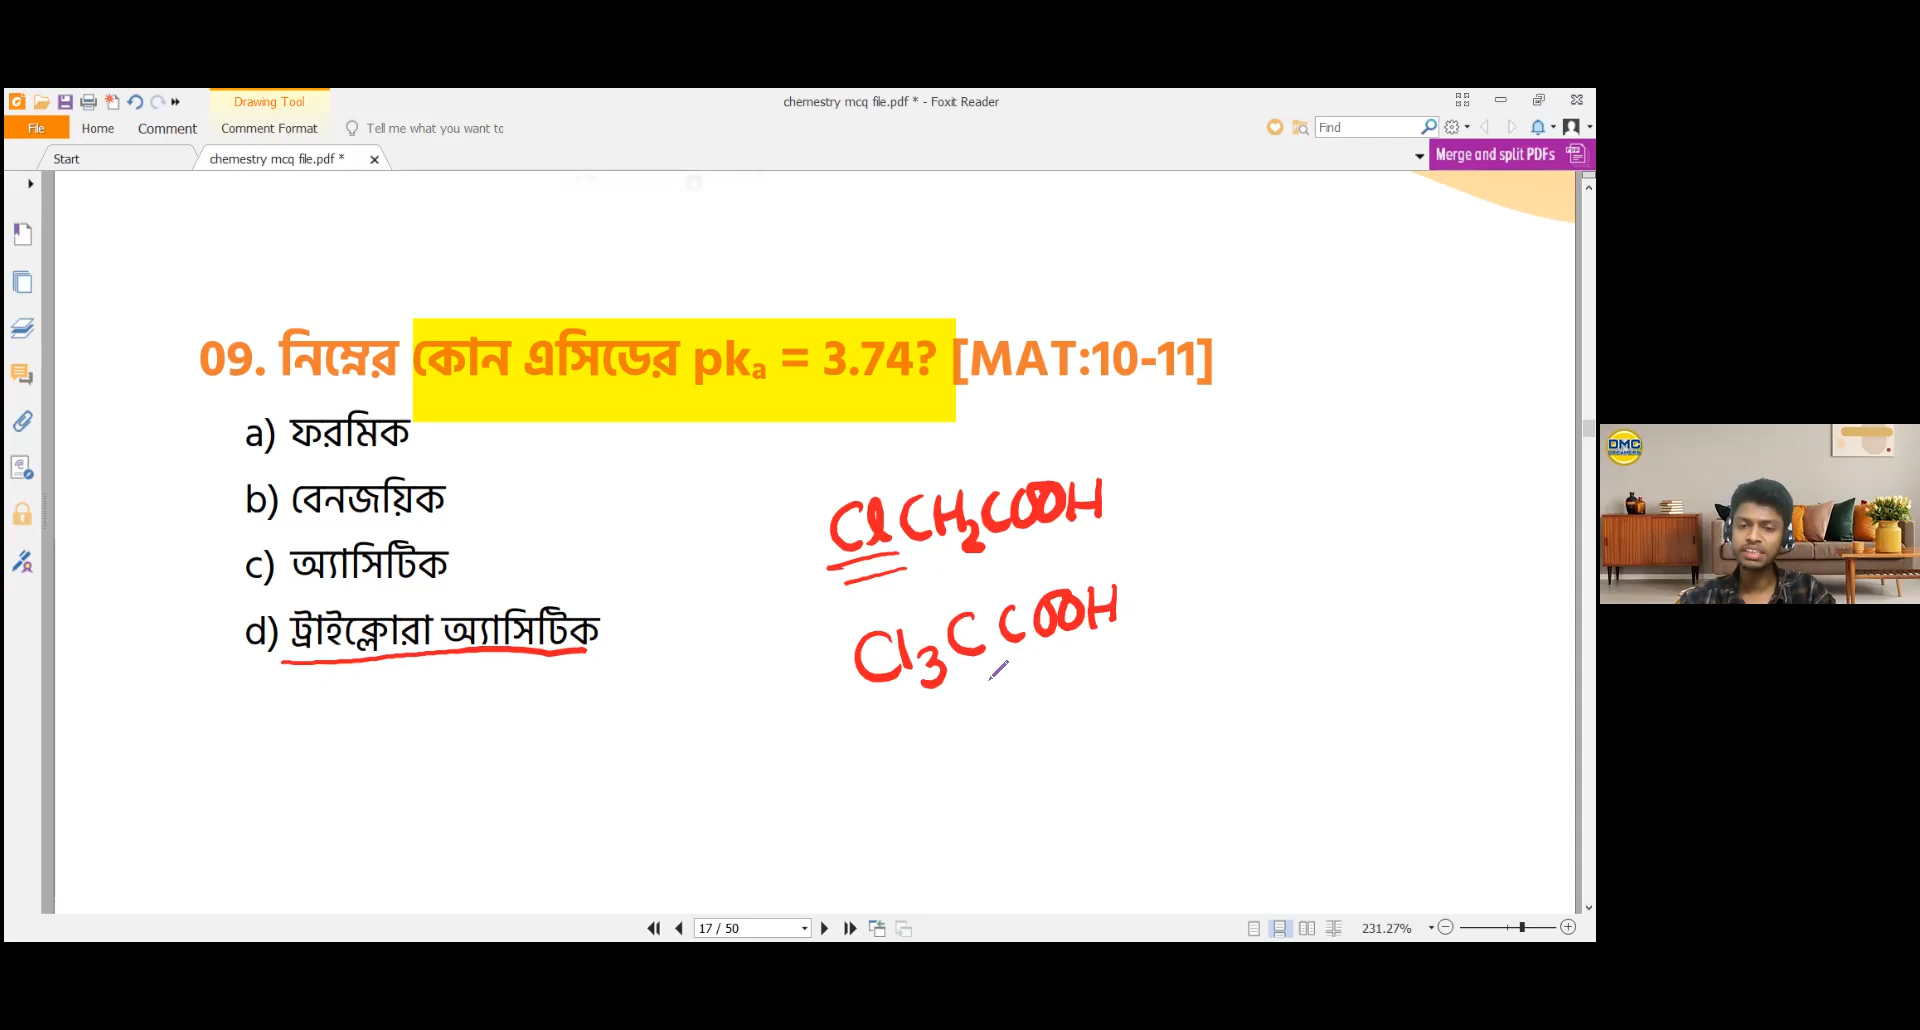 Drawing Tool
chemestry mcq file.pdf * - Foxit Reader
File
Home
Comment
Comment Format
Tell me what you want to
Find
Start
chemestry mcq file.pdf *
Merge and split PDFs
09. নিম্নের কোন এসিডের pkₐ = 3.74? [MAT:10-11]
a) ফরমিক
b) বেনজয়িক
c) অ্যাসিটিক
d) ট্রাইক্লোরা অ্যাসিটিক
ClCH₂COOH
Cl₃CCOOH
DMC
DREAMERS
17 / 50
231.27%